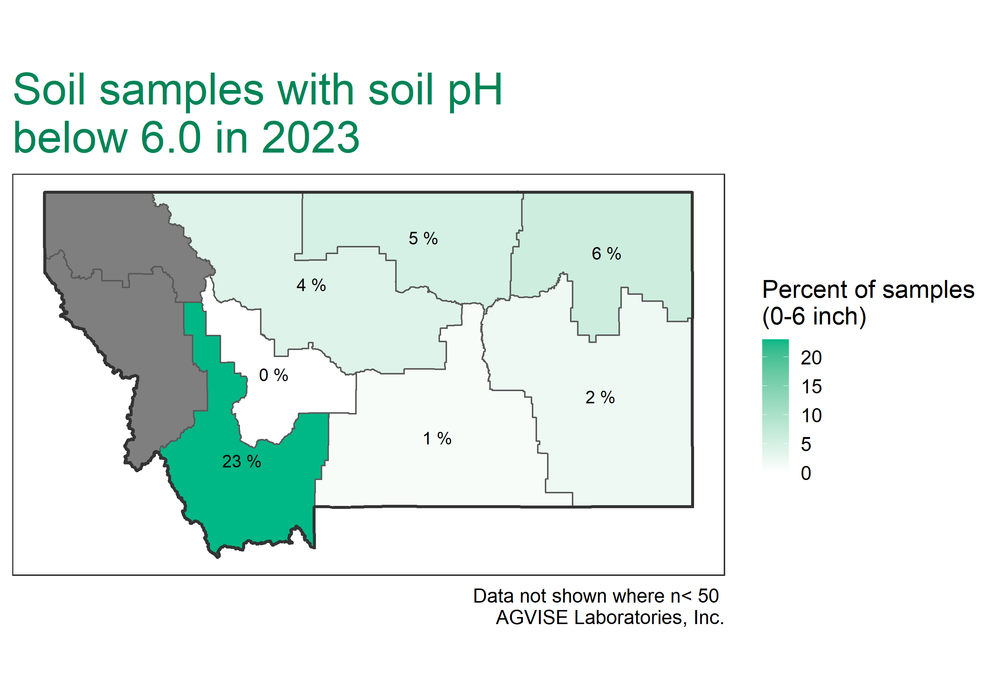 Soil samples with soil pH
below 6.0 in 2023
5 %
6 %
4 %
0 %
2 %
1 %
23 %
Percent of samples
(0-6 inch)
20
15
10
5
0
Data not shown where n< 50
AGVISE Laboratories, Inc.